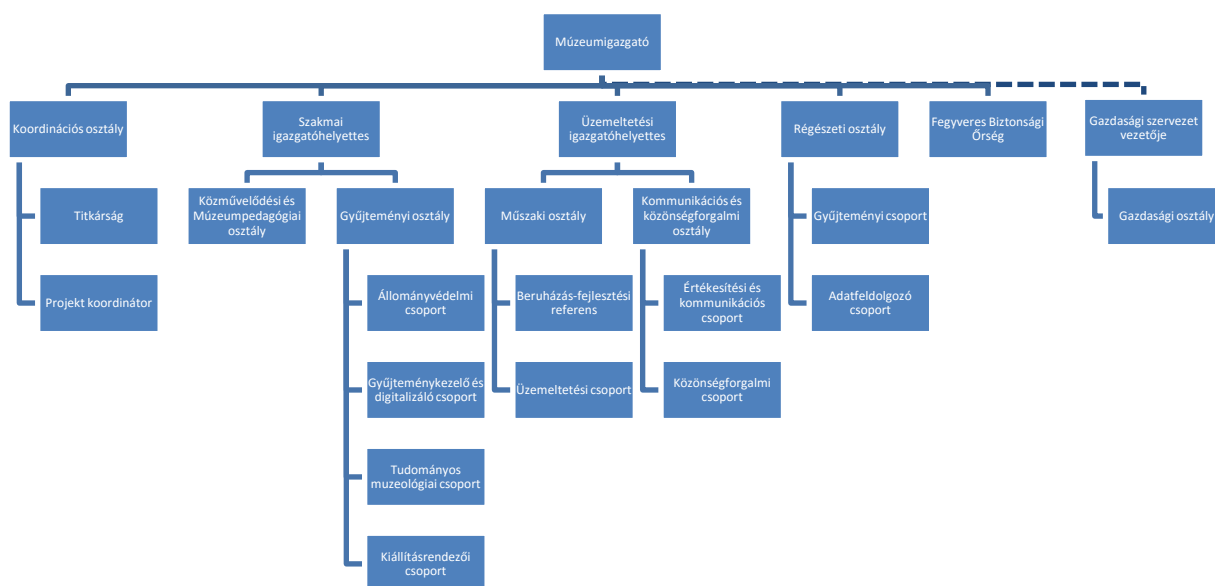 Múzeumigazgató
Koordinációs osztály
Szakmai
igazgatóhelyettes
Üzemeltetési
igazgatóhelyettes
Régészeti osztály
Fegyveres Biztonsági
Őrség
Gazdasági szervezet
vezetője
Titkárság
Közművelődési és
Múzeumpedagógiai
osztály
Gyűjteményi osztály
Műszaki osztály
Kommunikációs és
közönségforgalmi
osztály
Gyűjteményi csoport
Gazdasági osztály
Projekt koordinátor
Állományvédelmi
csoport
Beruházás-fejlesztési
referens
Értékesítési és
kommunikációs
csoport
Adatfeldolgozó
csoport
Gyűjteménykezelő és
digitalizáló csoport
Üzemeltetési csoport
Közönségforgalmi
csoport
Tudományos
muzeológiai csoport
Kiállításrendezői
csoport